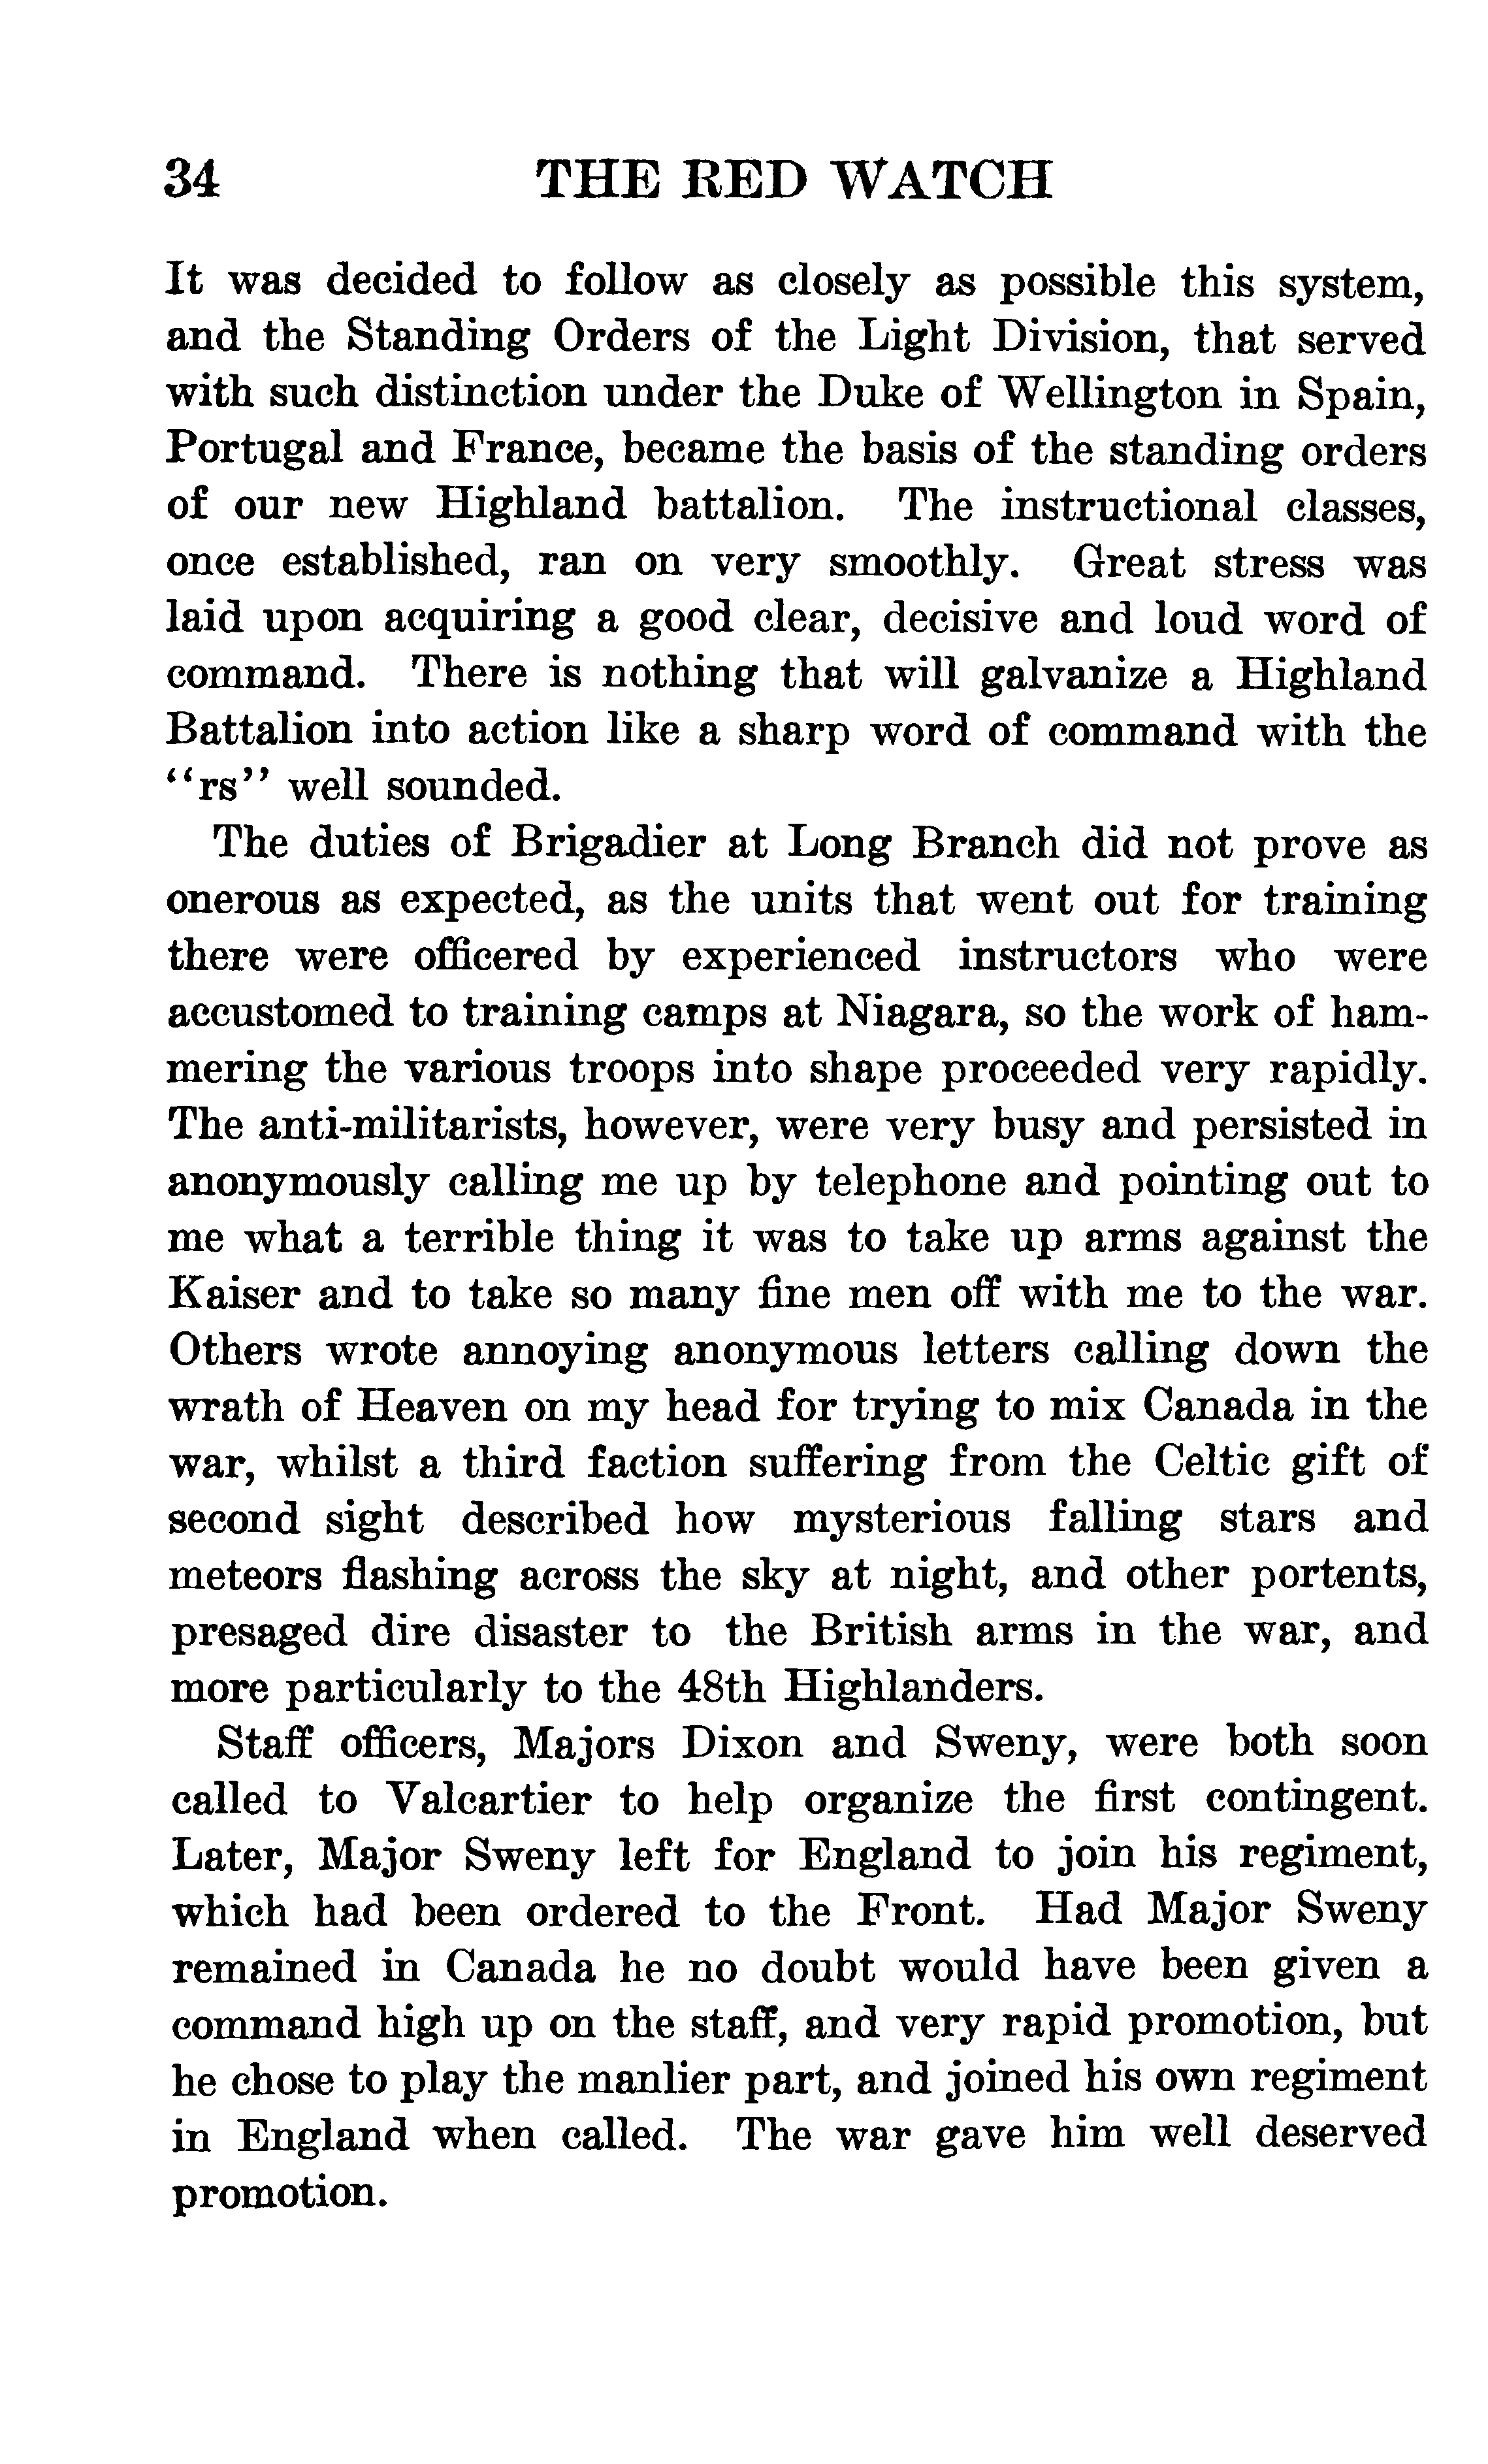 34 THE RED WATCH
It was decided to follow as closely as possible this system,
and the Standing Orders of the Light Division, that served
with such distinction under the Duke of Wellington in Spain,
Portugal and France, became the basis of the standing orders
of our new Highland battalion. The instructional classes,
once established, ran on very smoothly. Great stress was
laid upon acquiring a good clear, decisive and loud word of
command. There is nothing that will galvanize a Highland
Battalion into action like a sharp word of command with the
“rs” well sounded.
The duties of Brigadier at Long Branch did not prove as
onerous as expected, as the units that went out for training
there were officered by experienced instructors who were
accustomed to training camps at Niagara, so the work of ham-
mering the various troops into shape proceeded very rapidly.
The anti-militarists, however, were very busy and persisted in
anonymously calling me up by telephone and pointing out to
me what a terrible thing it was to take up arms against the
Kaiser and to take so many fine men off with me to the war.
Others wrote annoying anonymous letters calling down the
wrath of Heaven on my head for trying to mix Canada in the
war, whilst a third faction suffering from the Celtic gift of
second sight described how mysterious falling stars and
meteors flashing across the sky at night, and other portents,
presaged dire disaster to the British arms in the war, and
more particularly to the 48th Highlanders.
Staff officers, Majors Dixon and Sweny, were both soon
called to Valcartier to help organize the first contingent.
Later, Major Sweny left for England to join his regiment,
which had been ordered to the Front. Had Major Sweny
remained in Canada he no doubt would have been given a
command high up on the staff, and very rapid promotion, but
he chose to play the manlier part, and joined his own regiment
in England when called. The war gave him well deserved
promotion.